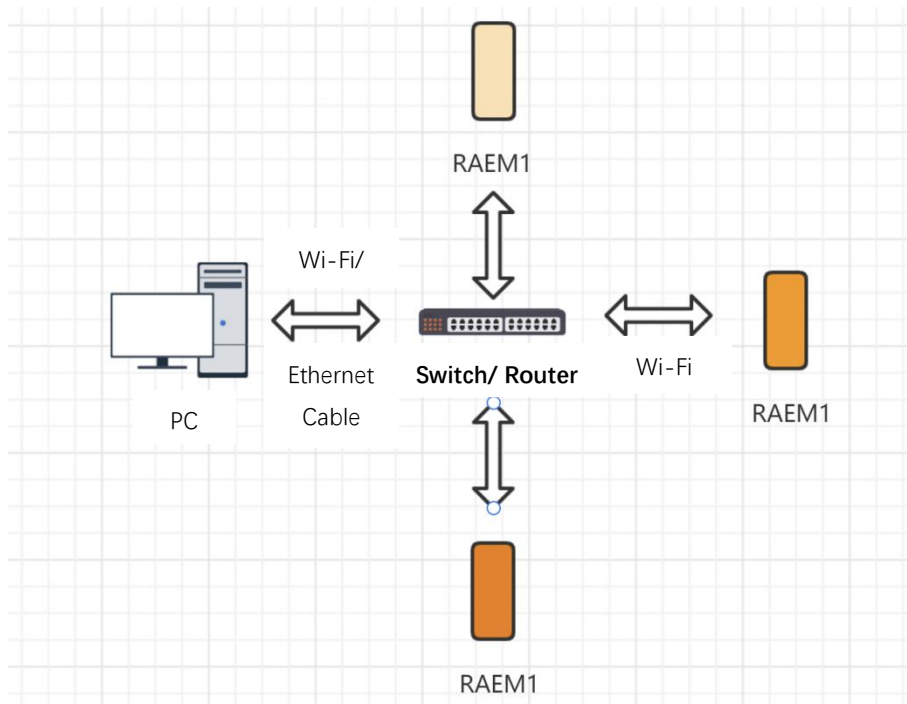 RAEM1
Wi-Fi/
Ethernet
Cable
PC
Switch/ Router
Wi-Fi
RAEM1
RAEM1